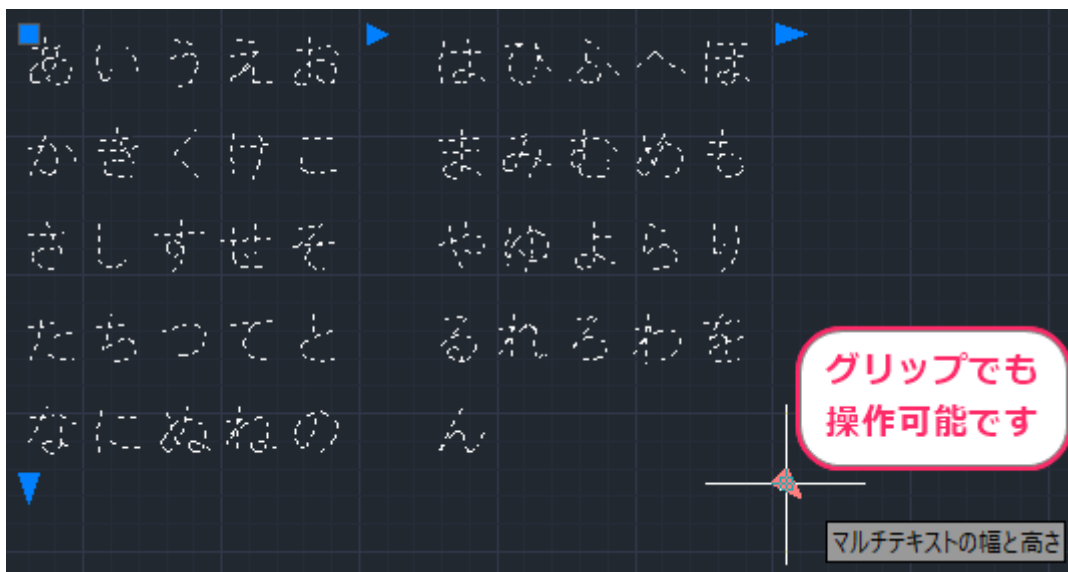 あいうえお
かきくけこ
さしすせそ
たちつてと
なにぬねの
はひふへほ
まみむめも
やゆよらり
るれろわを
ん
グリップでも
操作可能です
マルチテキストの幅と高さ